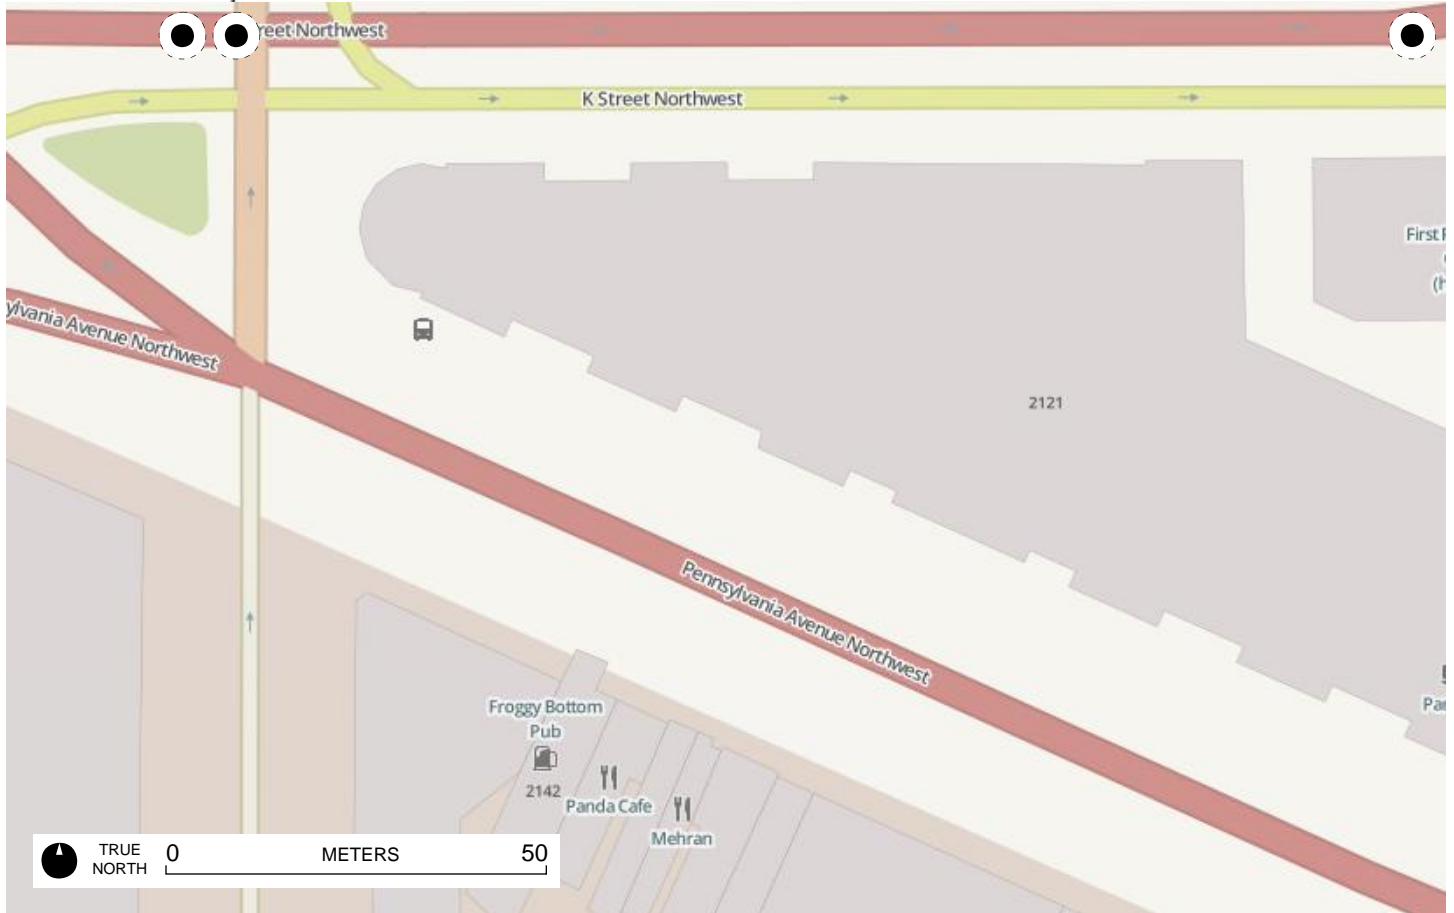 reet Northwest
K Street Northwest
First
ylvania Avenue Northwest
2121
Pennsylvania Avenue Northwest
Froggy Bottom
Pub
2142
Panda Cafe
Mehran
TRUE
NORTH
0
METERS
50